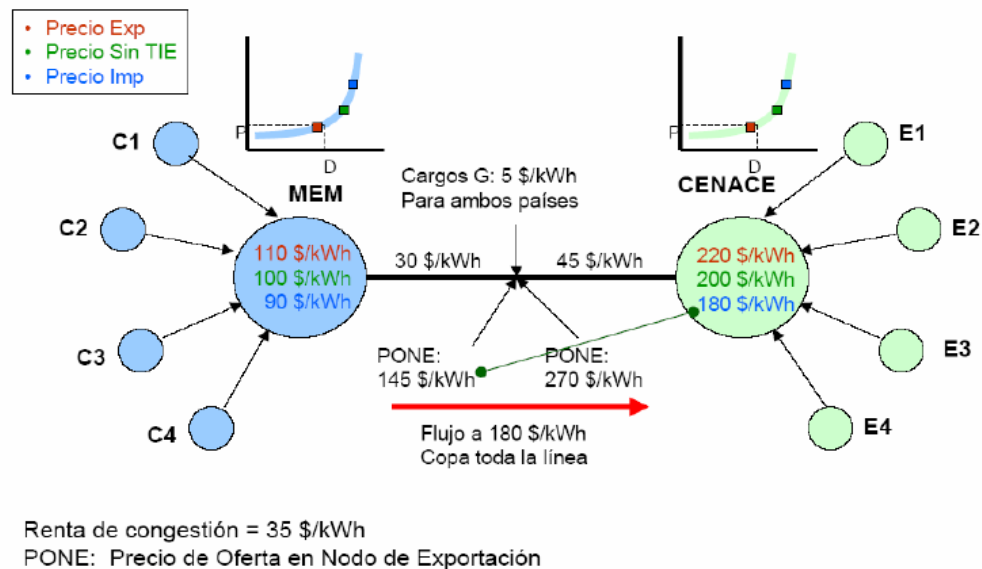 • Precio Exp
• Precio Sin TIE
• Precio Imp
P
D
P
D
C1
C2
C3
C4
MEM
110 $/kWh
100 $/kWh
90 $/kWh
Cargos G: 5 $/kWh
Para ambos países
30 $/kWh
45 $/kWh
CENACE
220 $/kWh
200 $/kWh
180 $/kWh
E1
E2
E3
E4
PONE:
145 $/kWh
PONE:
270 $/kWh
Flujo a 180 $/kWh
Copa toda la línea
Renta de congestión = 35 $/kWh
PONE: Precio de Oferta en Nodo de Exportación